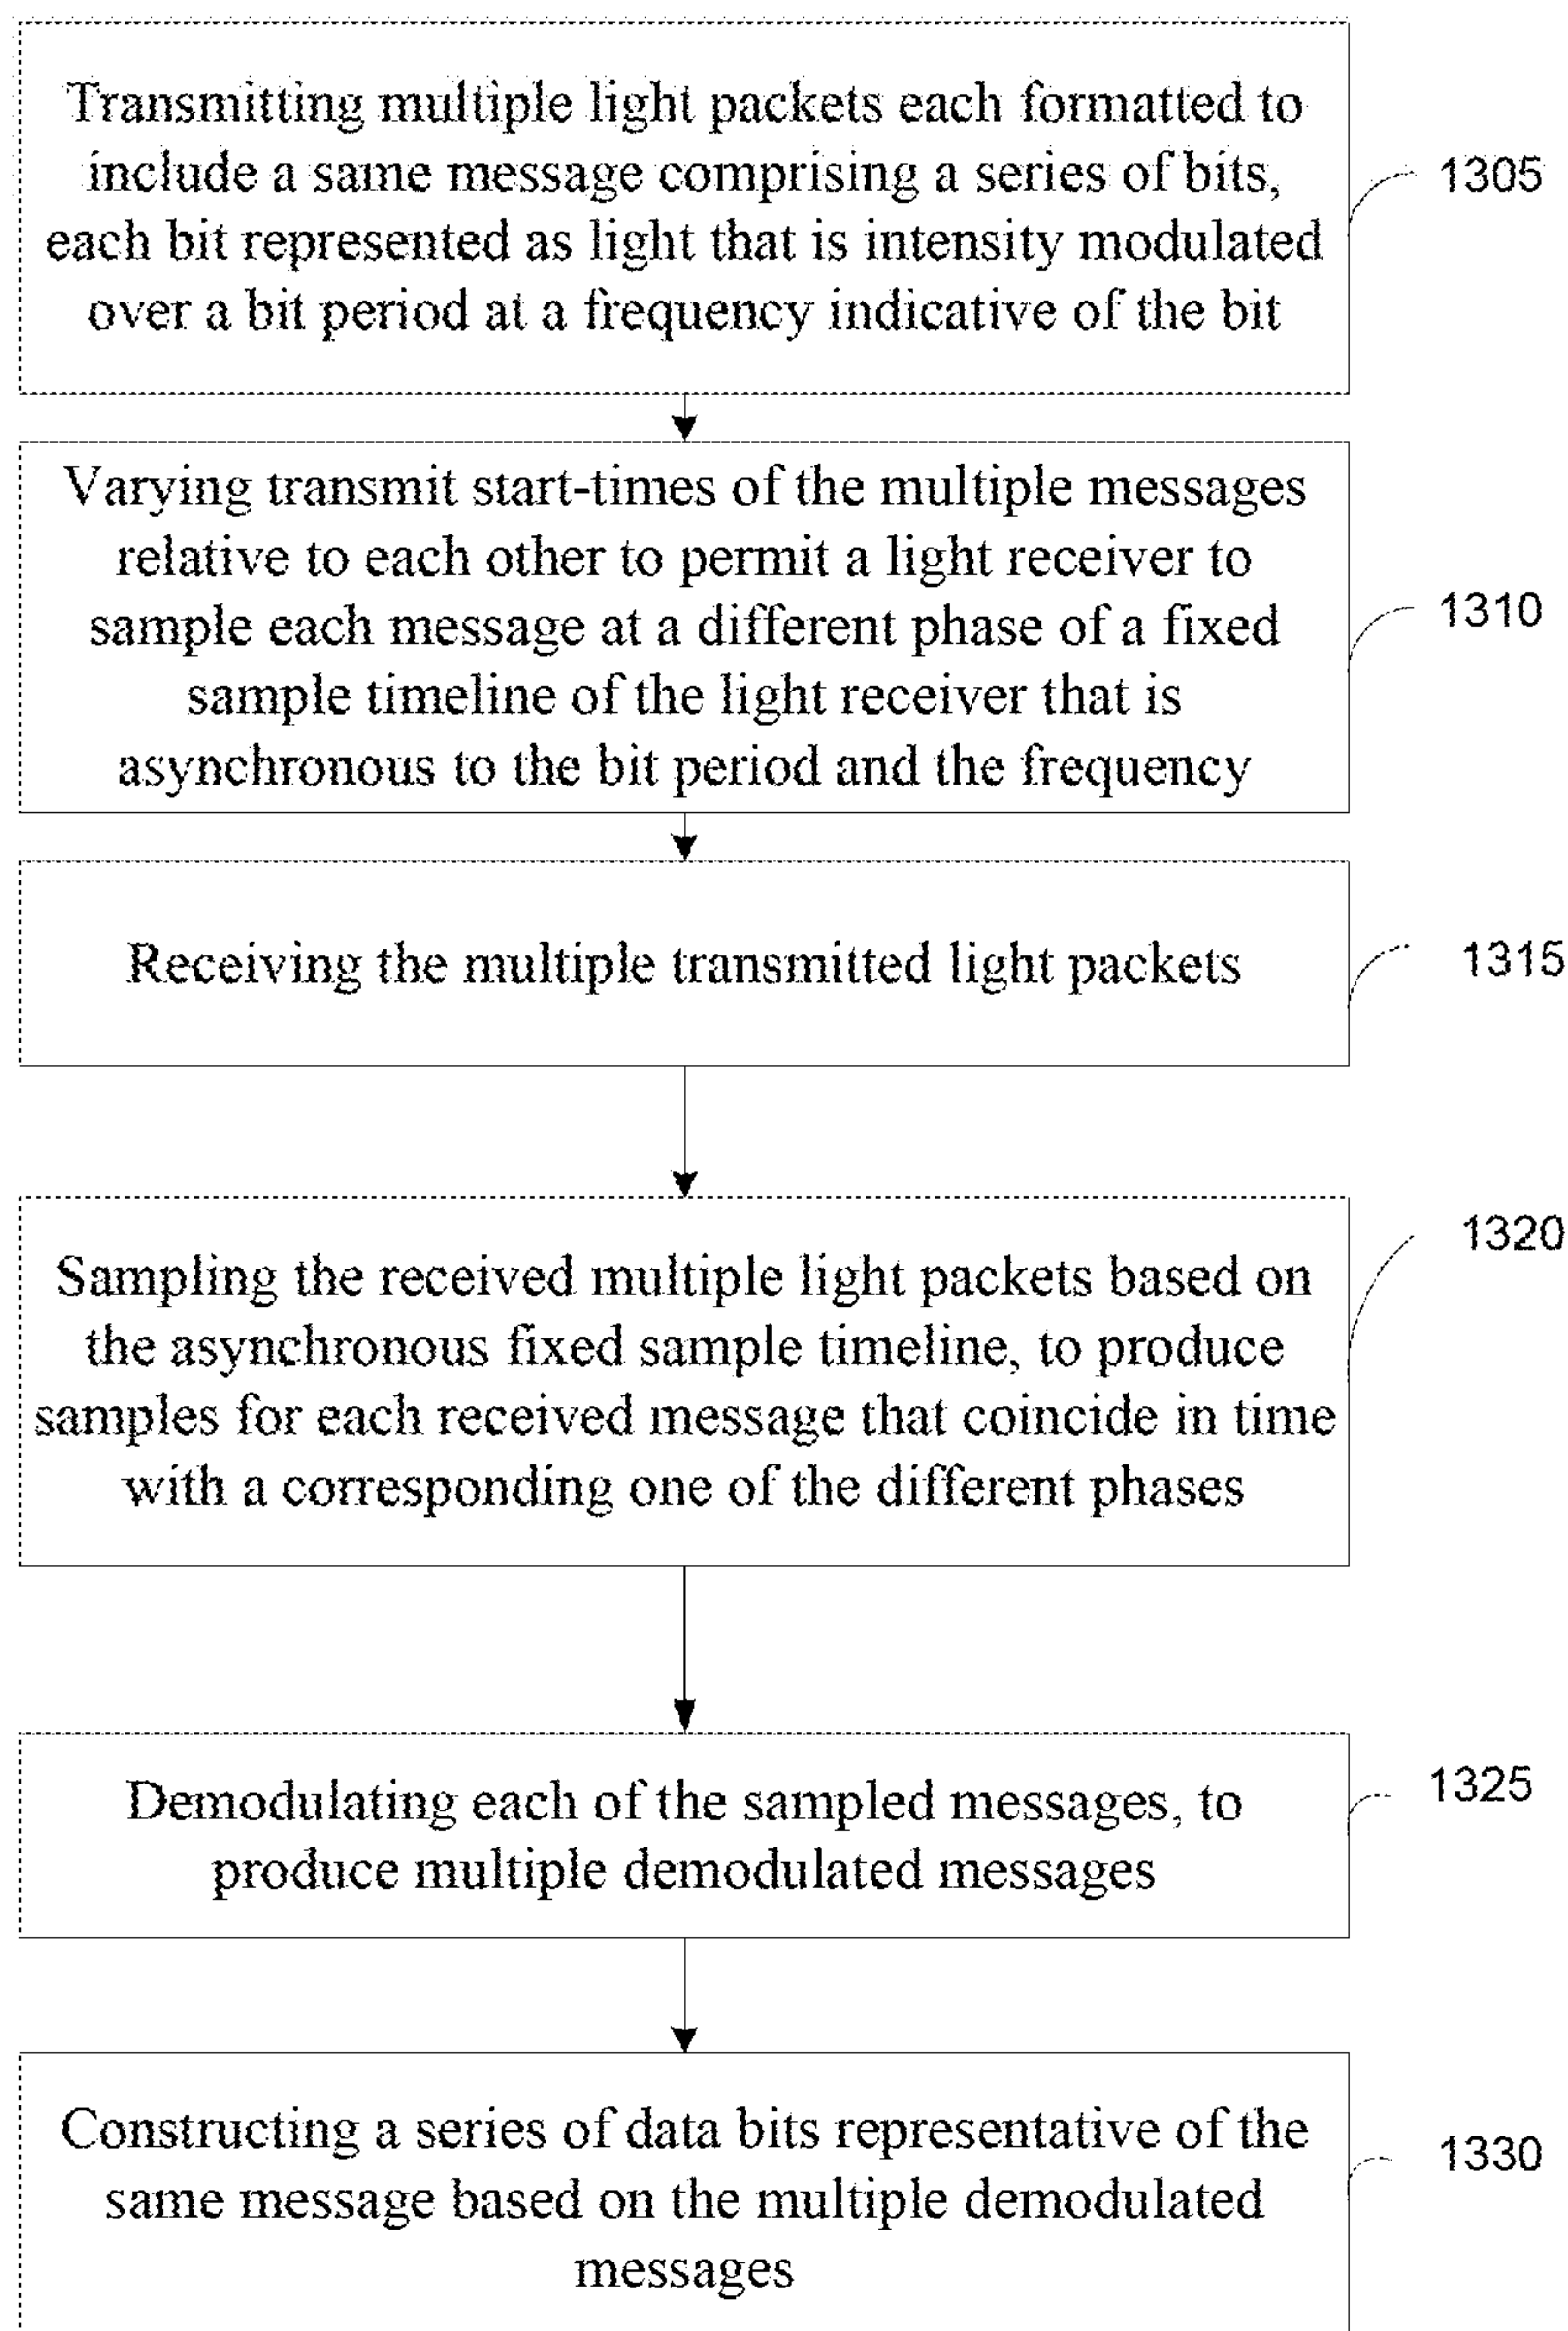 Transmitting multiple light packets each formatted to
include a same message comprising a series of bits,
each bit represented as light that is intensity modulated
over a bit period at a frequency indicative of the bit
1305
Varying transmit start-times of the multiple messages
relative to each other to permit a light receiver to
sample each message at a different phase of a fixed
sample timeline of the light receiver that is
asynchronous to the bit period and the frequency
1310
Receiving the multiple transmitted light packets
1315
Sampling the received multiple light packets based on
the asynchronous fixed sample timeline, to produce
samples for each received message that coincide in time
with a corresponding one of the different phases
1320
Demodulating each of the sampled messages, to
produce multiple demodulated messages
1325
Constructing a series of data bits representative of the
same message based on the multiple demodulated
messages
1330